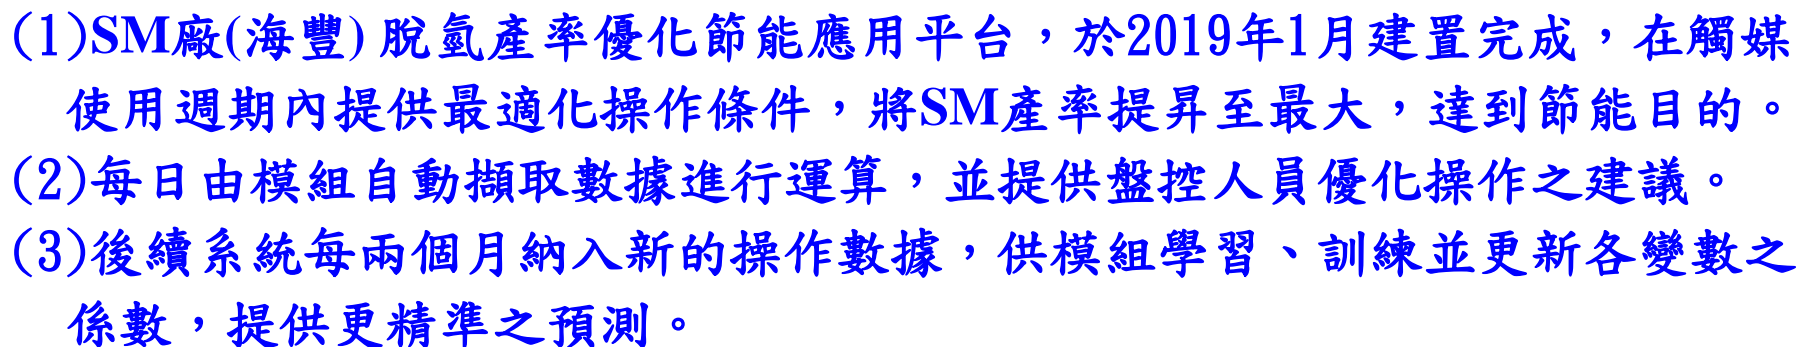 (1)SM廠(海豐)脫氫產率優化節能應用平台，於2019年1月建置完成，在觸媒
使用週期內提供最適化操作條件，將SM產率提昇至最大，達到節能目的。
(2)每日由模組自動擷取數據進行運算，並提供盤控人員優化操作之建議。
(3)後續系統每兩個月納入新的操作數據，供模組學習、訓練並更新各變數之
係數，提供更精準之預測。